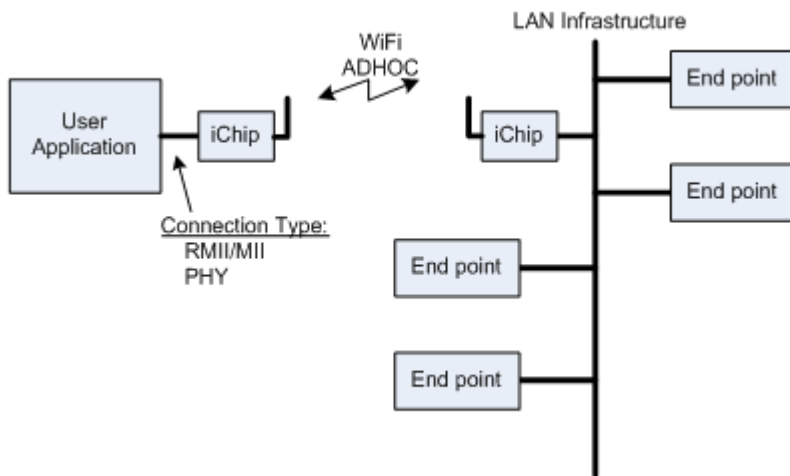 LAN Infrastructure
WiFi
ADHOC
End point
User
Application
iChip
iChip
End point
Connection Type:
RMII/MII
PHY
End point
End point